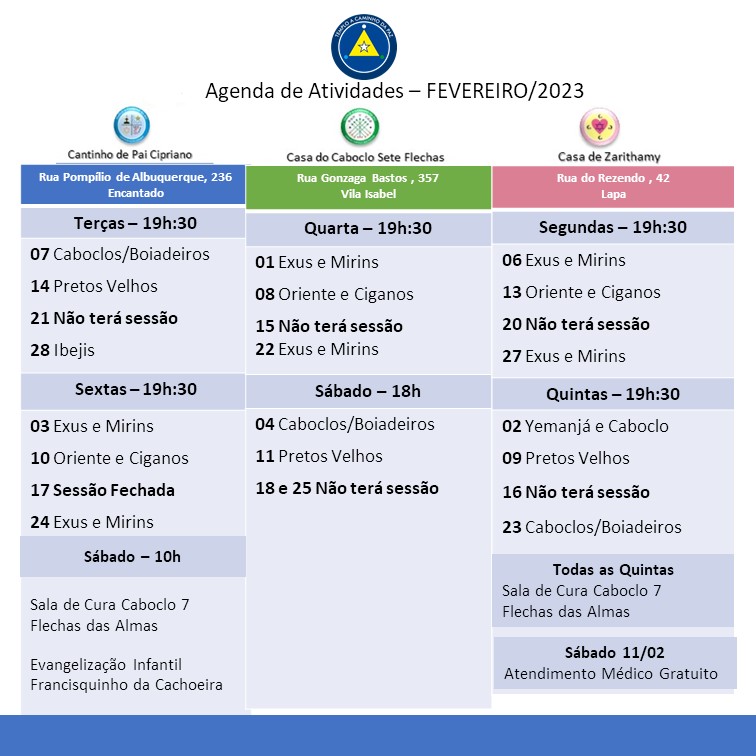 TEMPLO A CAMINHO DA PAZ
Agenda de Atividades – FEVEREIRO/2023
Cantinho de Pai Cipriano
Rua Pompílio de Albuquerque, 236
Encantado
Terças – 19h:30
07 Caboclos/Boiadeiros
14 Pretos Velhos
21 Não terá sessão
28 Ibejis
Sextas – 19h:30
03 Exus e Mirins
10 Oriente e Ciganos
17 Sessão Fechada
24 Exus e Mirins
Sábado – 10h
Sala de Cura Caboclo 7
Flechas das Almas
Evangelização Infantil
Francisquinho da Cachoeira
Casa do Caboclo Sete Flechas
Rua Gonzaga Bastos , 357
Vila Isabel
Quarta – 19h:30
01 Exus e Mirins
08 Oriente e Ciganos
15 Não terá sessão
22 Exus e Mirins
Sábado – 18h
04 Caboclos/Boiadeiros
11 Pretos Velhos
18 e 25 Não terá sessão
Casa de Zarithamy
Rua do Rezendo , 42
Lapa
Segundas – 19h:30
06 Exus e Mirins
13 Oriente e Ciganos
20 Não terá sessão
27 Exus e Mirins
Quintas – 19h:30
02 Yemanjá e Caboclo
09 Pretos Velhos
16 Não terá sessão
23 Caboclos/Boiadeiros
Todas as Quintas
Sala de Cura Caboclo 7
Flechas das Almas
Sábado 11/02
Atendimento Médico Gratuito